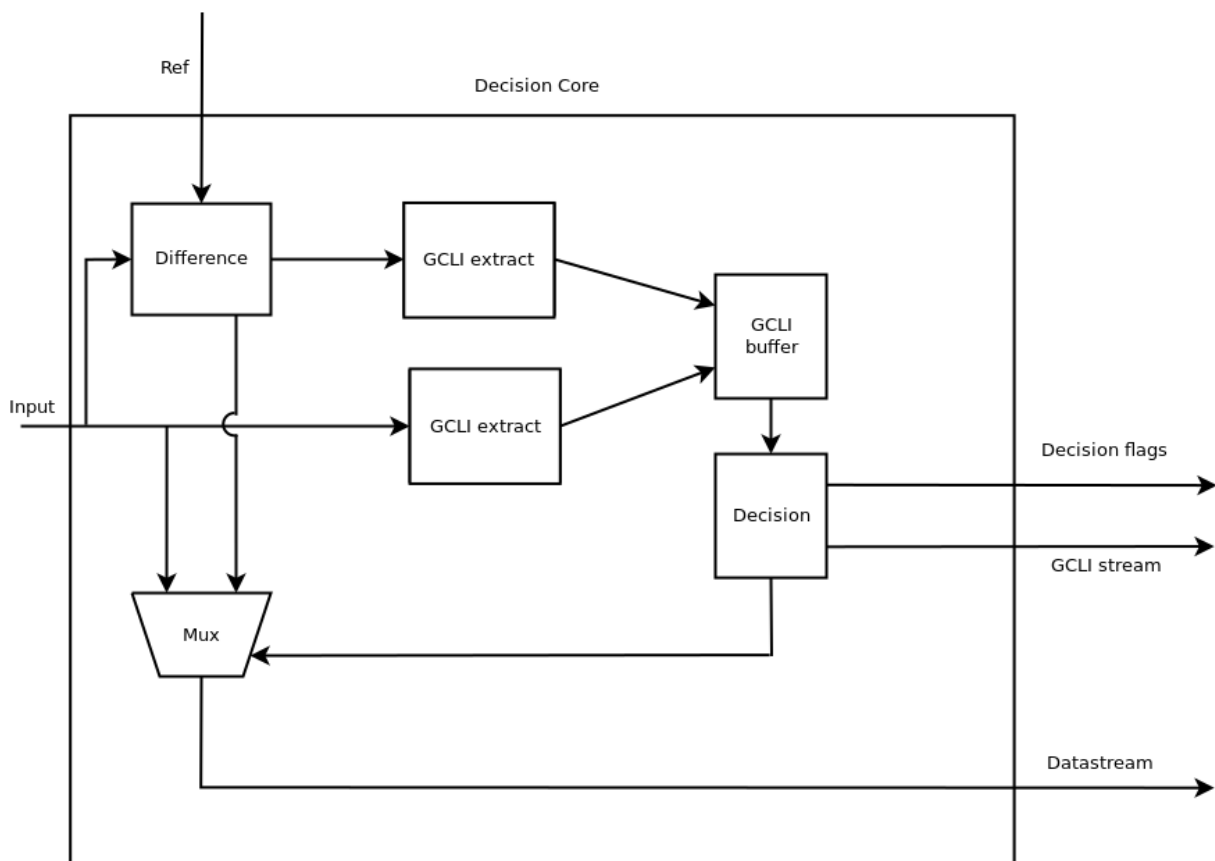 Ref
Decision Core
Difference
GCLI extract
GCLI
buffer
Input
GCLI extract
Decision flags
Decision
GCLI stream
Mux
Datastream